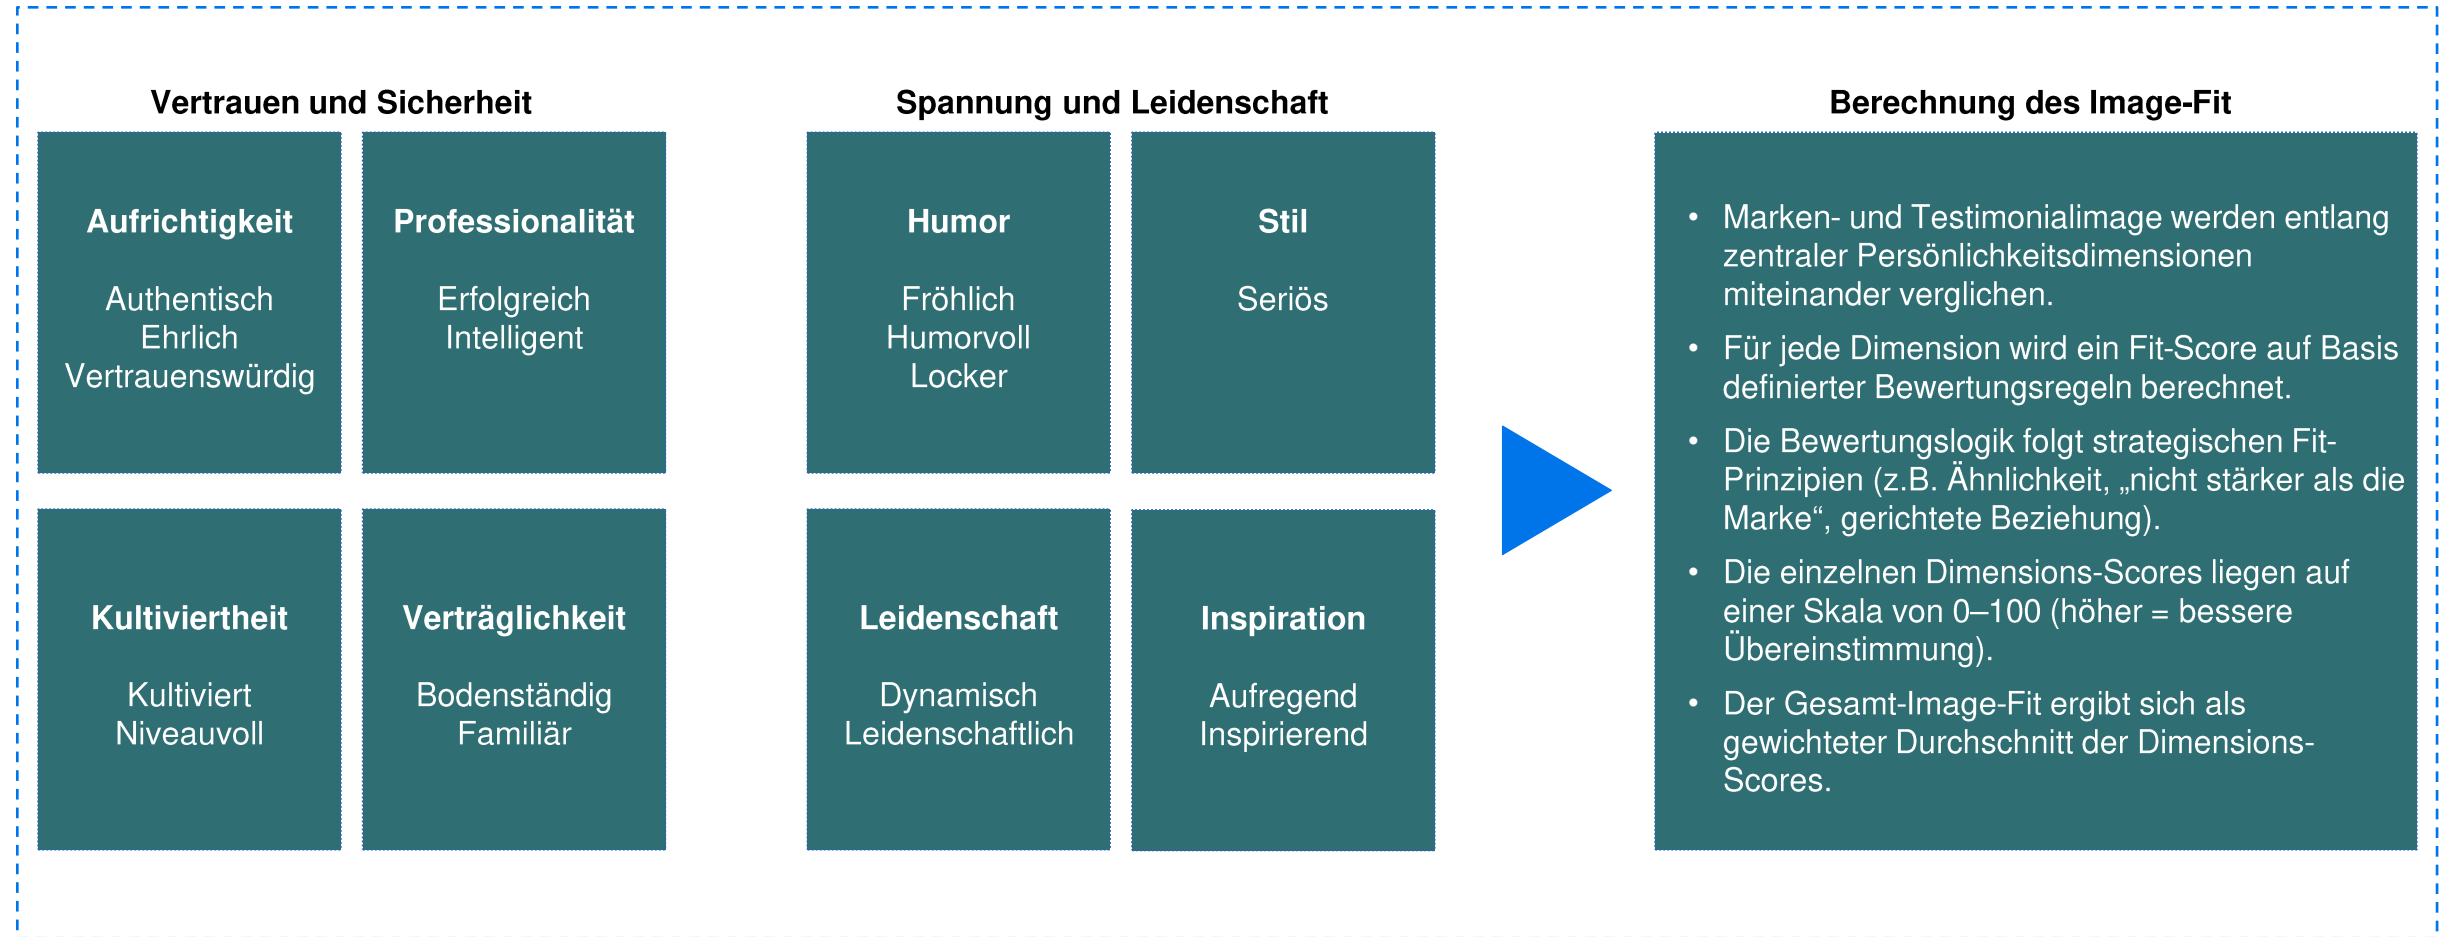 Vertrauen und Sicherheit
Aufrichtigkeit
Authentisch
Ehrlich
Vertrauenswürdig
Professionalität
Erfolgreich
Intelligent
Kultiviertheit
Kultiviert
Niveauvoll
Verträglichkeit
Bodenständig
Familiär
Spannung und Leidenschaft
Humor
Fröhlich
Humorvoll
Locker
Stil
Seriös
Leidenschaft
Dynamisch
Leidenschaftlich
Inspiration
Aufregend
Inspirierend
Berechnung des Image-Fit
• Marken- und Testimonialimage werden entlang
zentraler Persönlichkeitsdimensionen
miteinander verglichen.
• Für jede Dimension wird ein Fit-Score auf Basis
definierter Bewertungsregeln berechnet.
• Die Bewertungslogik folgt strategischen Fit-
Prinzipien (z.B. Ähnlichkeit, „nicht stärker als die
Marke“, gerichtete Beziehung).
• Die einzelnen Dimensions-Scores liegen auf
einer Skala von 0–100 (höher = bessere
Übereinstimmung).
• Der Gesamt-Image-Fit ergibt sich als
gewichteter Durchschnitt der Dimensions-
Scores.